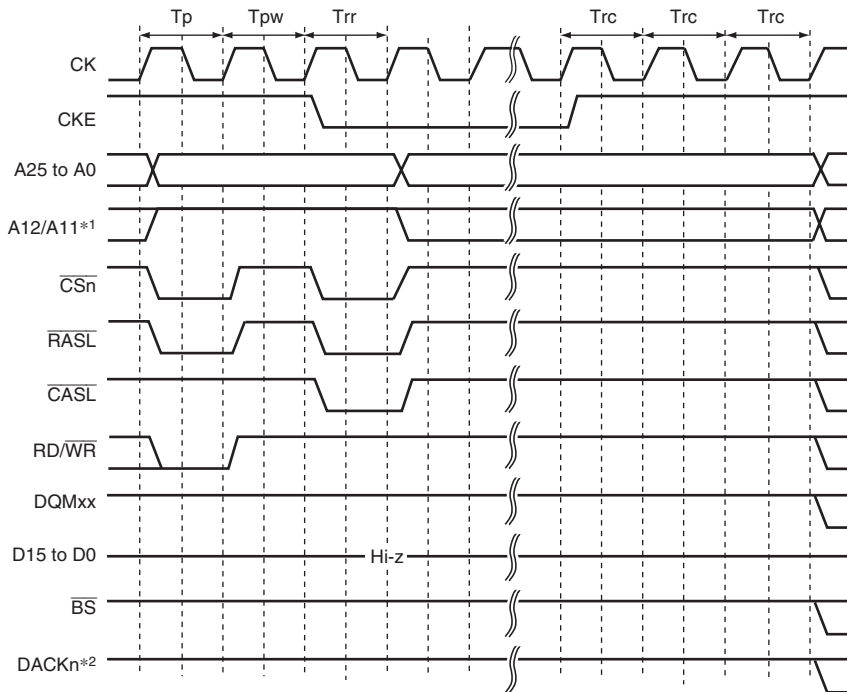 Tp Tpw Trr Trc Trc Trc
CK
CKE
A25 to A0
A12/A11*1
CSn
RASL
CASL
RD/WR
DQMxx
D15 to D0 Hi-z
BS
DACKn*2